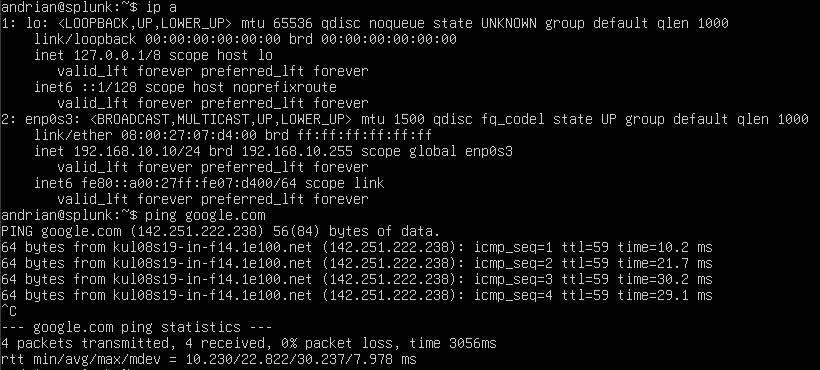 andrian@splunk:~$ ip a
1: lo: <LOOPBACK,UP,LOWER_UP> mtu 65536 qdisc noqueue state UNKNOWN group default qlen 1000
    link/loopback 00:00:00:00:00:00 brd 00:00:00:00:00:00
    inet 127.0.0.1/8 scope host lo
       valid_lft forever preferred_lft forever
    inet6 ::1/128 scope host noprefixroute
       valid_lft forever preferred_lft forever
2: enp0s3: <BROADCAST,MULTICAST,UP,LOWER_UP> mtu 1500 qdisc fq_codel state UP group default qlen 1000
    link/ether 08:00:27:07:d4:00 brd ff:ff:ff:ff:ff:ff
    inet 192.168.10.10/24 brd 192.168.10.255 scope global enp0s3
       valid_lft forever preferred_lft forever
    inet6 fe80::a00:27ff:fe07:d400/64 scope link
       valid_lft forever preferred_lft forever
andrian@splunk:~$ ping google.com
PING google.com (142.251.222.238) 56(84) bytes of data.
64 bytes from kul08s19-in-f14.1e100.net (142.251.222.238): icmp_seq=1 ttl=59 time=10.2 ms
64 bytes from kul08s19-in-f14.1e100.net (142.251.222.238): icmp_seq=2 ttl=59 time=21.7 ms
64 bytes from kul08s19-in-f14.1e100.net (142.251.222.238): icmp_seq=3 ttl=59 time=30.2 ms
64 bytes from kul08s19-in-f14.1e100.net (142.251.222.238): icmp_seq=4 ttl=59 time=29.1 ms
^C
--- google.com ping statistics ---
4 packets transmitted, 4 received, 0% packet loss, time 3056ms
rtt min/avg/max/mdev = 10.230/22.822/30.237/7.978 ms